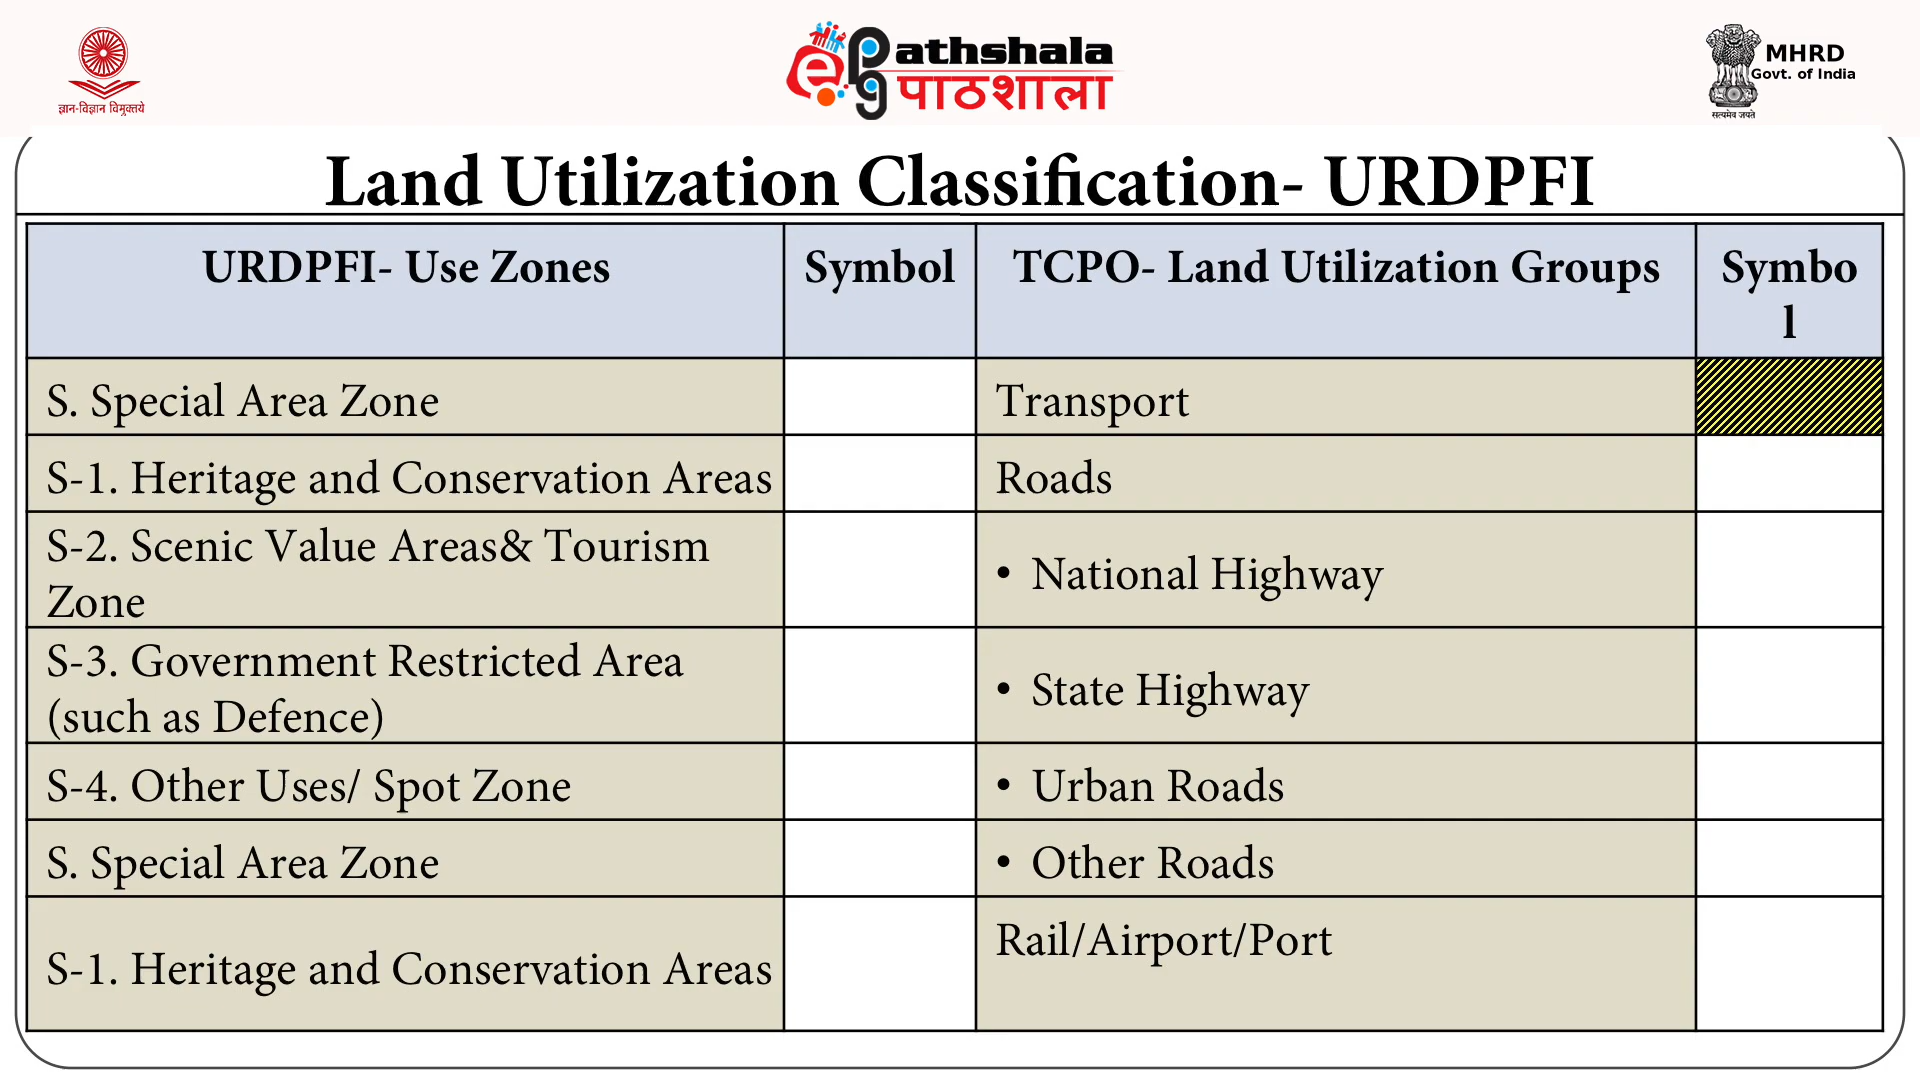 ज्ञान-विज्ञान विमुक्तये
athshala
पाठशाला
MHRD
Govt. of India
सत्यमेव जयते
Land Utilization Classification- URDPFI
URDPFI- Use Zones
Symbol
TCPO- Land Utilization Groups
Symbo
l
S. Special Area Zone
Transport
S-1. Heritage and Conservation Areas
Roads
S-2. Scenic Value Areas& Tourism
Zone
• National Highway
S-3. Government Restricted Area
(such as Defence)
• State Highway
S-4. Other Uses/ Spot Zone
• Urban Roads
S. Special Area Zone
• Other Roads
S-1. Heritage and Conservation Areas
Rail/Airport/Port